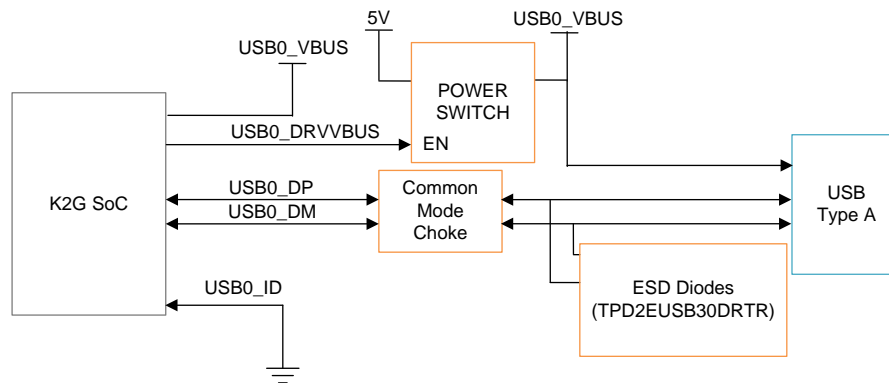 5V
USB0_VBUS
USB0_VBUS
POWER
SWITCH
USB0_DRVVBUS
EN
K2G SoC
USB0_DP
USB0_DM
Common
Mode
Choke
USB
Type A
USB0_ID
ESD Diodes
(TPD2EUSB30DRTR)